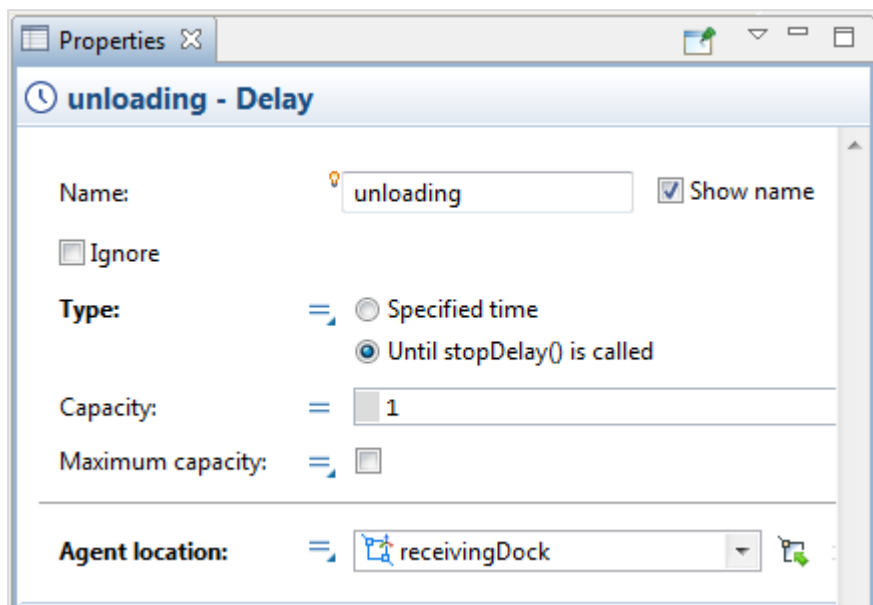 Properties
unloading - Delay
Name: unloading Show name
Ignore
Type: Specified time
Until stopDelay() is called
Capacity: 1
Maximum capacity:
Agent location: receivingDock